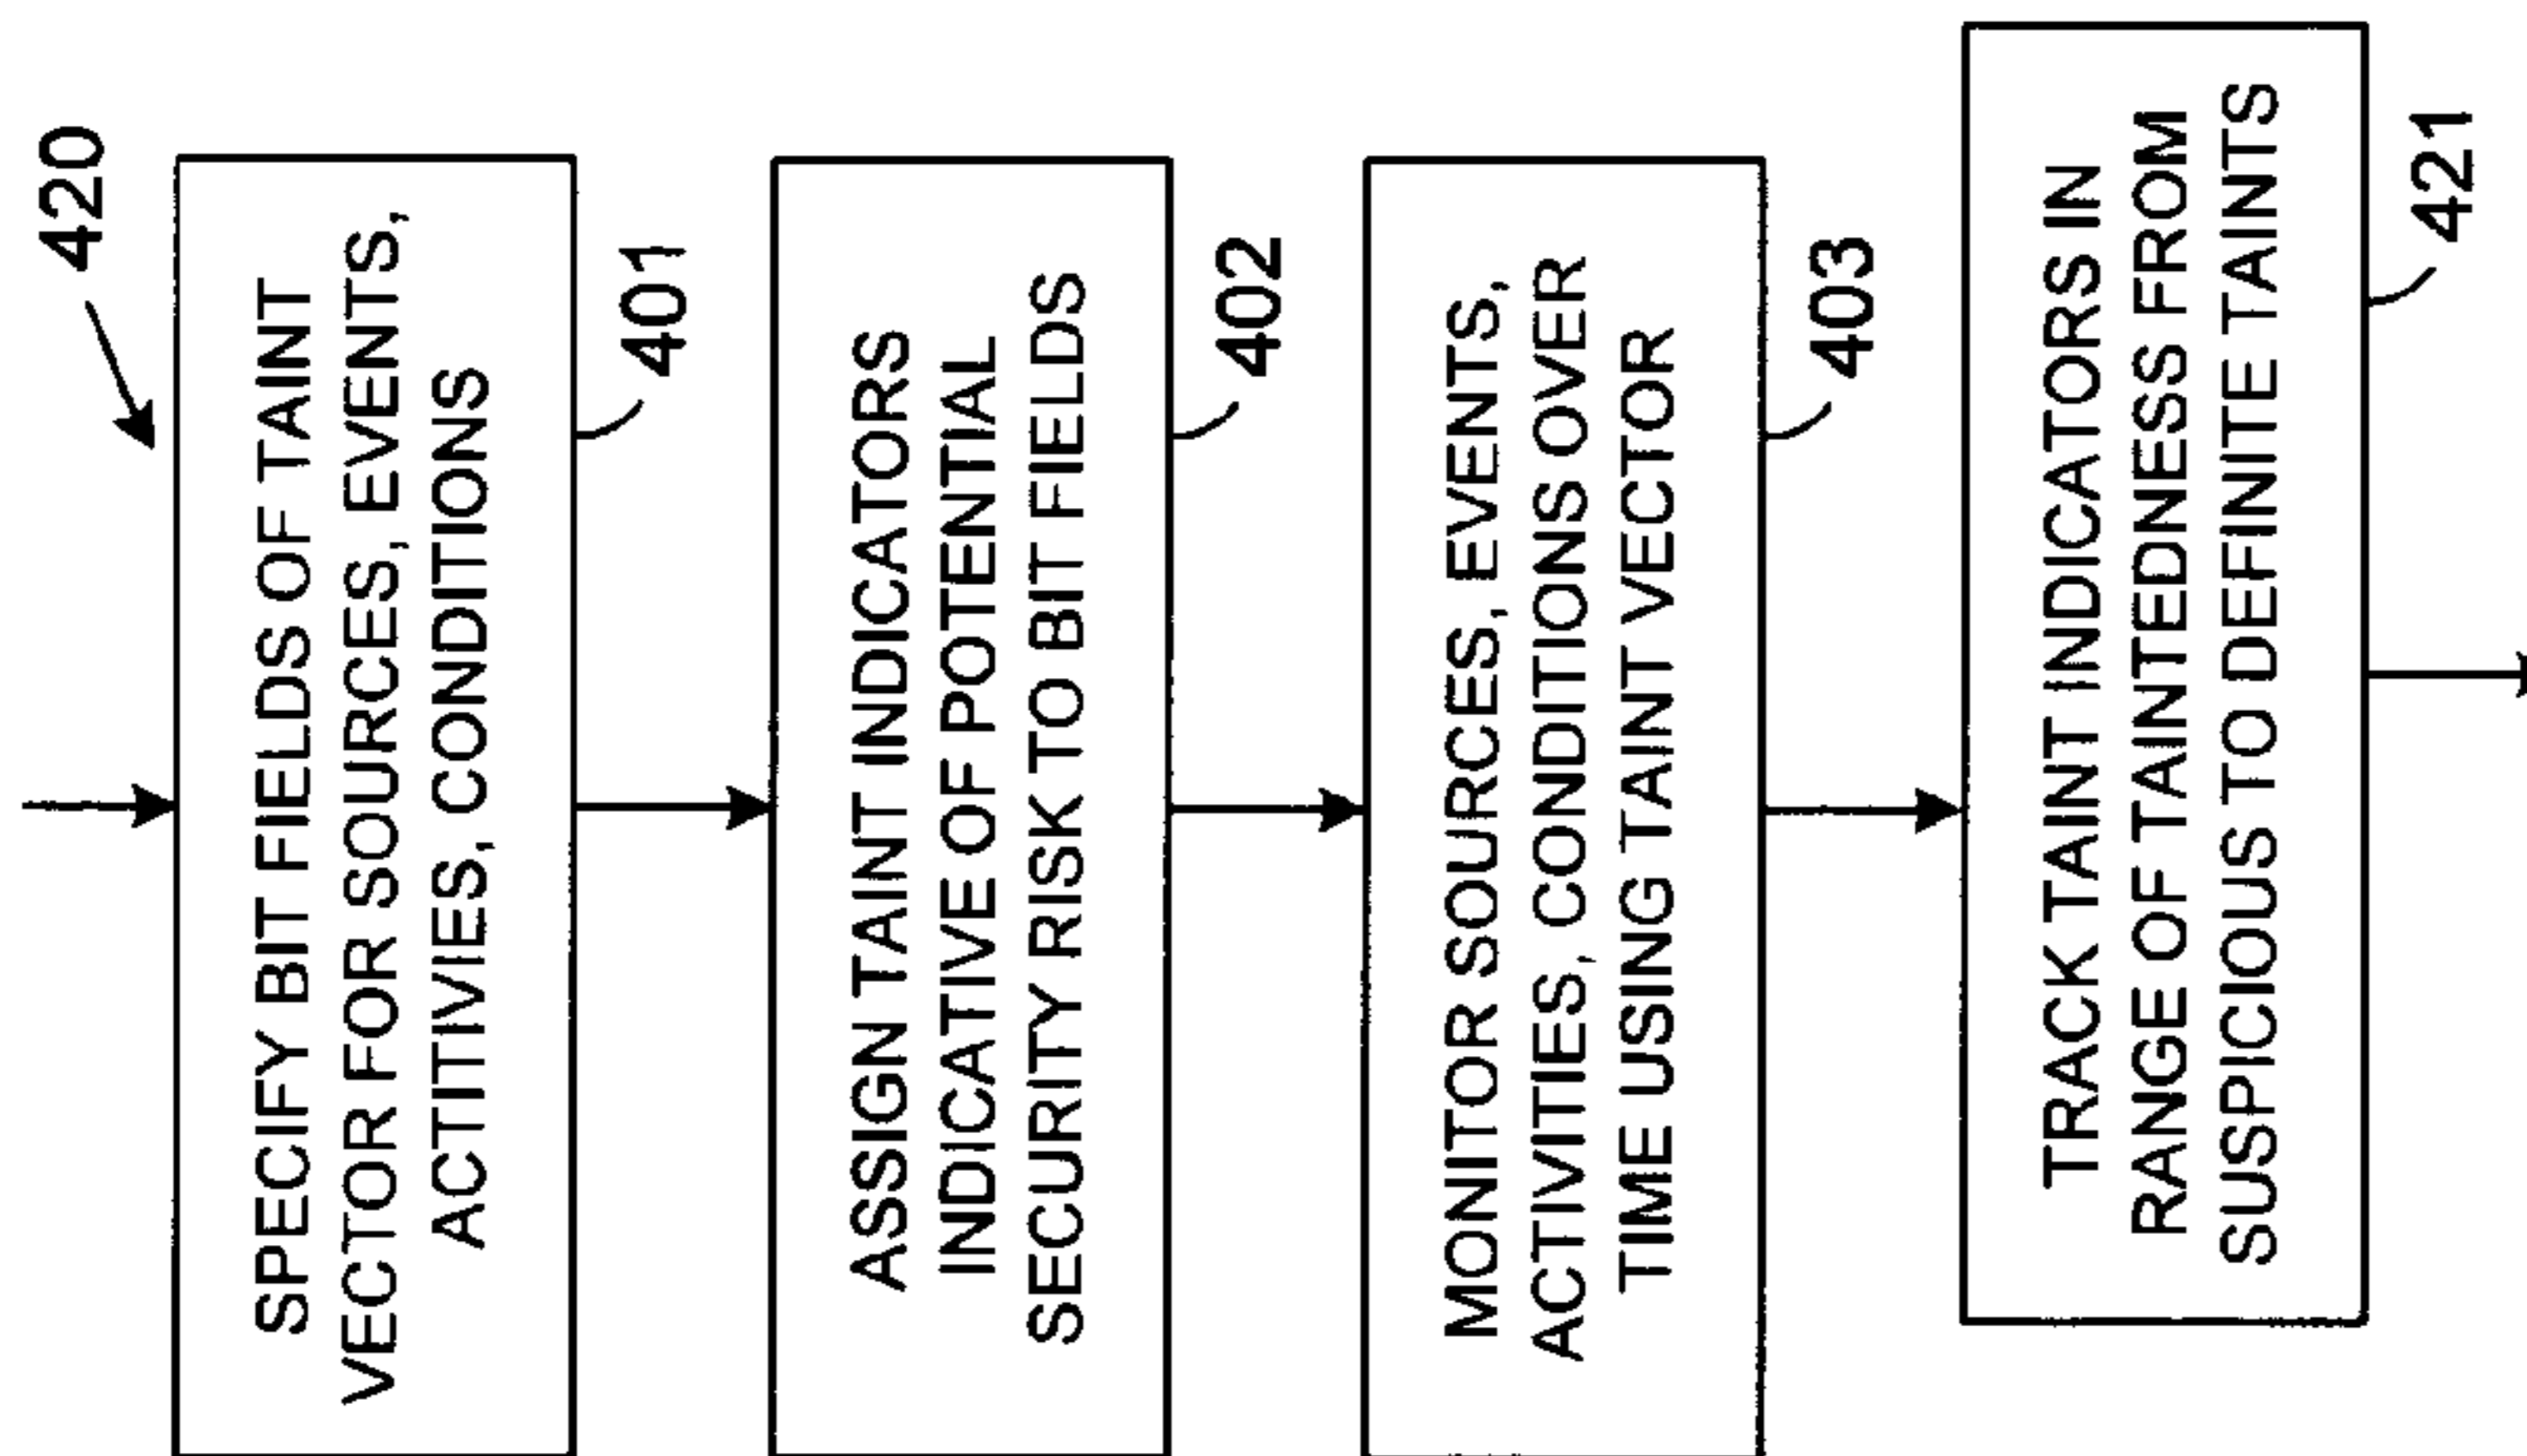 420
SPECIFY BIT FIELDS OF TAINT
VECTOR FOR SOURCES, EVENTS,
ACTITIVIES, CONDITIONS
401
ASSIGN TAINT INDICATORS
INDICATIVE OF POTENTIAL
SECURITY RISK TO BIT FIELDS
402
MONITOR SOURCES, EVENTS,
ACTIVITIES, CONDITIONS OVER
TIME USING TAINT VECTOR
403
TRACK TAINT INDICATORS IN
RANGE OF TAINTEDNESS FROM
SUSPICIOUS TO DEFINITE TAINTS
421